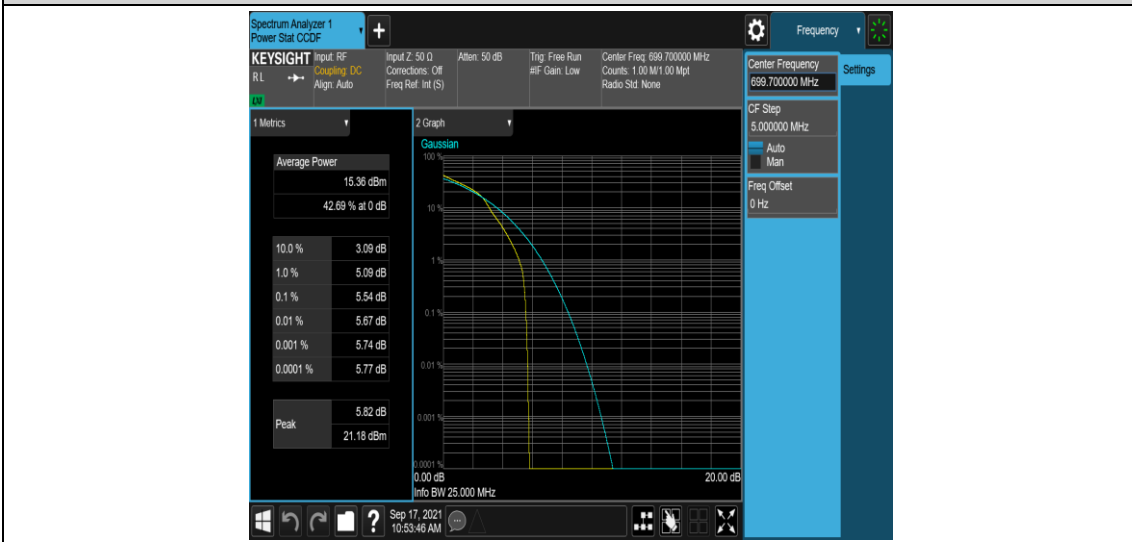 Spectrum Analyzer 1
Power Stat CCDF
+
Frequency
KEYSIGHT
Input: RF
Coupling: DC
Align: Auto
RL
LXI
Input Z: 50 Ω
Corrections: Off
Freq Ref: Int (S)
Atten: 50 dB
Trig: Free Run
#IF Gain: Low
Center Freq: 699.700000 MHz
Counts: 1.00 M/1.00 Mpt
Radio Std: None
Center Frequency
699.700000 MHz
Settings
CF Step
5.000000 MHz
Auto
Man
Freq Offset
0 Hz
1 Metrics
Average Power
15.36 dBm
42.69 % at 0 dB
10.0 % 3.09 dB
1.0 % 5.09 dB
0.1 % 5.54 dB
0.01 % 5.67 dB
0.001 % 5.74 dB
0.0001 % 5.77 dB
Peak
5.82 dB
21.18 dBm
2 Graph
Gaussian
100 %
10 %
1 %
0.1 %
0.01 %
0.001 %
0.0001 %
0.00 dB 20.00 dB
Info BW 25.000 MHz
?
Sep 17, 2021
10:53:46 AM